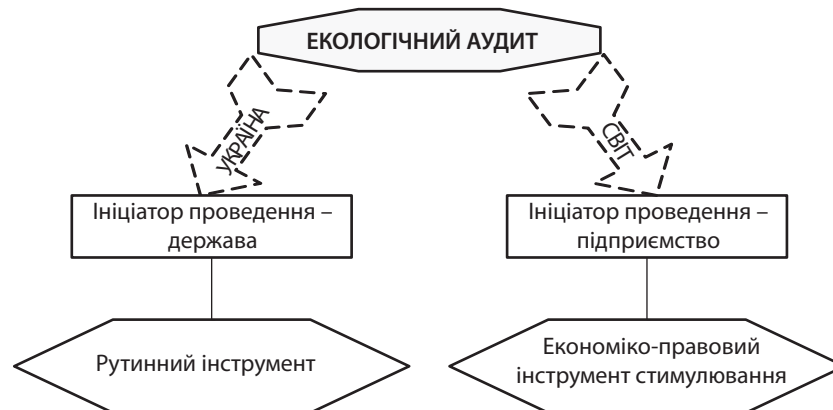 ЕКОЛОГІЧНИЙ АУДИТ
УКРАЇНА
СВІТ
Ініціатор проведення –
держава
Ініціатор проведення –
підприємство
Рутинний інструмент
Економіко-правовий
інструмент стимулювання